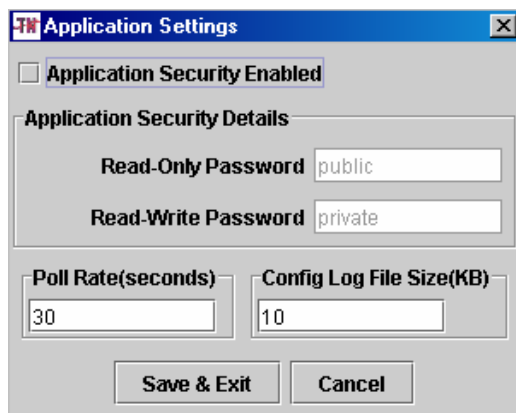 TN Application Settings
Application Security Enabled
Application Security Details
Read-Only Password public
Read-Write Password private
Poll Rate(seconds) Config Log File Size(KB)
30 10
Save & Exit Cancel